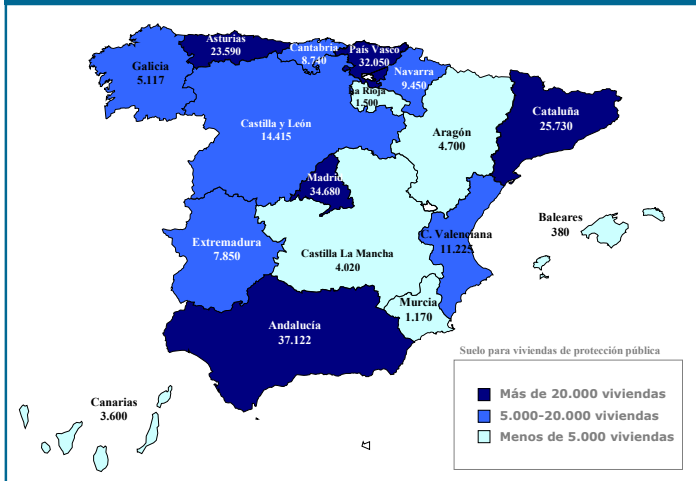 Asturias
23.590
Cantabria
8.740
País Vasco
32.050
Galicia
5.117
Navarra
9.450
La Rioja
1.500
Castilla y León
14.415
Aragón
4.700
Cataluña
25.730
Madrid
34.680
Baleares
380
Extremadura
7.850
Castilla La Mancha
4.020
C. Valenciana
11.225
Murcia
1.170
Andalucía
37.122
Canarias
3.600
Suelo para viviendas de protección pública
Más de 20.000 viviendas
5.000-20.000 viviendas
Menos de 5.000 viviendas